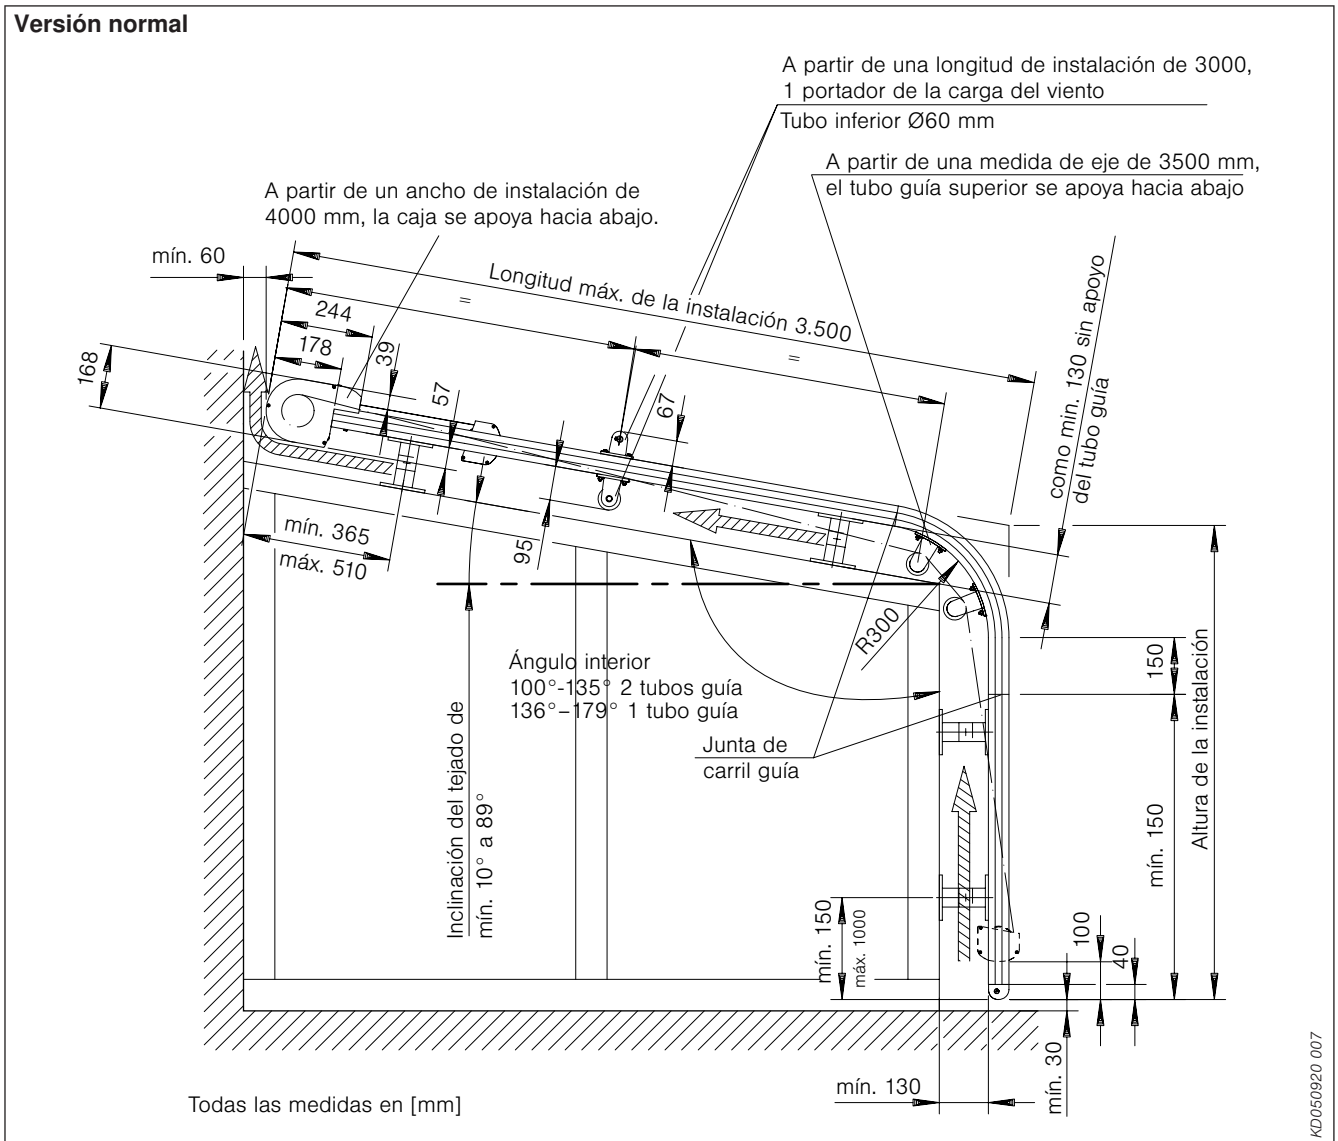 Versión normal
A partir de una longitud de instalación de 3000,
1 portador de la carga del viento
Tubo inferior Ø60 mm
A partir de una medida de eje de 3500 mm,
el tubo guía superior se apoya hacia abajo
A partir de un ancho de instalación de
4000 mm, la caja se apoya hacia abajo.
mín. 60
Longitud máx. de la instalación 3.500
=
=
244
178
39
168
57
67
95
como min. 130 sin apoyo
del tubo guía
mín. 365
máx. 510
R300
Ángulo interior
100°-135° 2 tubos guía
136°–179° 1 tubo guía
Junta de
carril guía
Inclinación del tejado de
mín. 10° a 89°
150
mín. 150
Altura de la instalación
mín. 150
máx. 1000
100
40
mín. 130
mín. 30
Todas las medidas en [mm]
KD050920 007